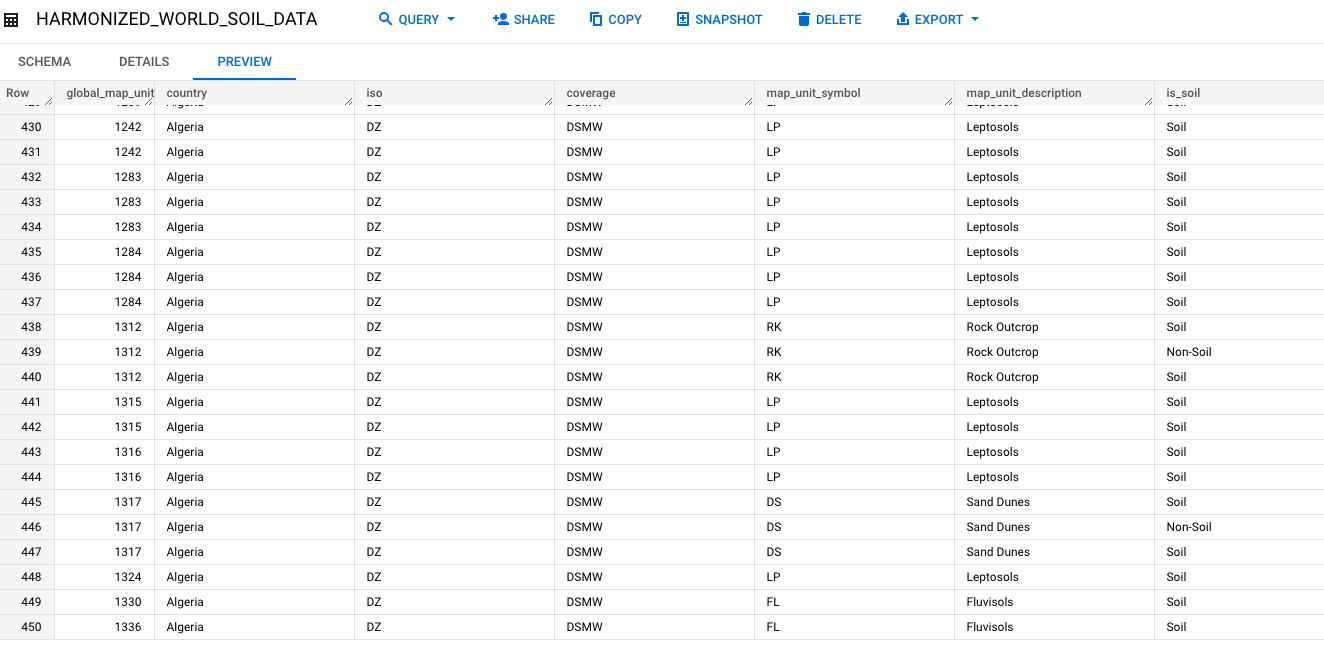 HARMONIZED_WORLD_SOIL_DATA QUERY SHARE COPY SNAPSHOT DELETE EXPORT
SCHEMA DETAILS PREVIEW
Row global_map_unit country iso coverage map_unit_symbol map_unit_description is_soil
430 1242 Algeria DZ DSMW LP Leptosols Soil
431 1242 Algeria DZ DSMW LP Leptosols Soil
432 1283 Algeria DZ DSMW LP Leptosols Soil
433 1283 Algeria DZ DSMW LP Leptosols Soil
434 1283 Algeria DZ DSMW LP Leptosols Soil
435 1284 Algeria DZ DSMW LP Leptosols Soil
436 1284 Algeria DZ DSMW LP Leptosols Soil
437 1284 Algeria DZ DSMW LP Leptosols Soil
438 1312 Algeria DZ DSMW RK Rock Outcrop Soil
439 1312 Algeria DZ DSMW RK Rock Outcrop Non-Soil
440 1312 Algeria DZ DSMW RK Rock Outcrop Soil
441 1315 Algeria DZ DSMW LP Leptosols Soil
442 1315 Algeria DZ DSMW LP Leptosols Soil
443 1316 Algeria DZ DSMW LP Leptosols Soil
444 1316 Algeria DZ DSMW LP Leptosols Soil
445 1317 Algeria DZ DSMW DS Sand Dunes Soil
446 1317 Algeria DZ DSMW DS Sand Dunes Non-Soil
447 1317 Algeria DZ DSMW DS Sand Dunes Soil
448 1324 Algeria DZ DSMW LP Leptosols Soil
449 1330 Algeria DZ DSMW FL Fluvisols Soil
450 1336 Algeria DZ DSMW FL Fluvisols Soil